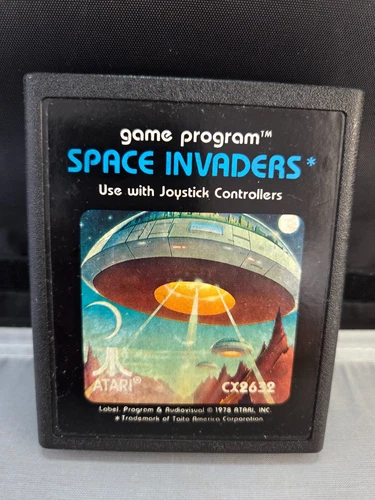 game program™
SPACE INVADERS*
Use with Joystick Controllers
ATARI®
CX2632
Label, Program & Audiovisual © 1978 ATARI, INC.
*Trademark of Taito America Corporation